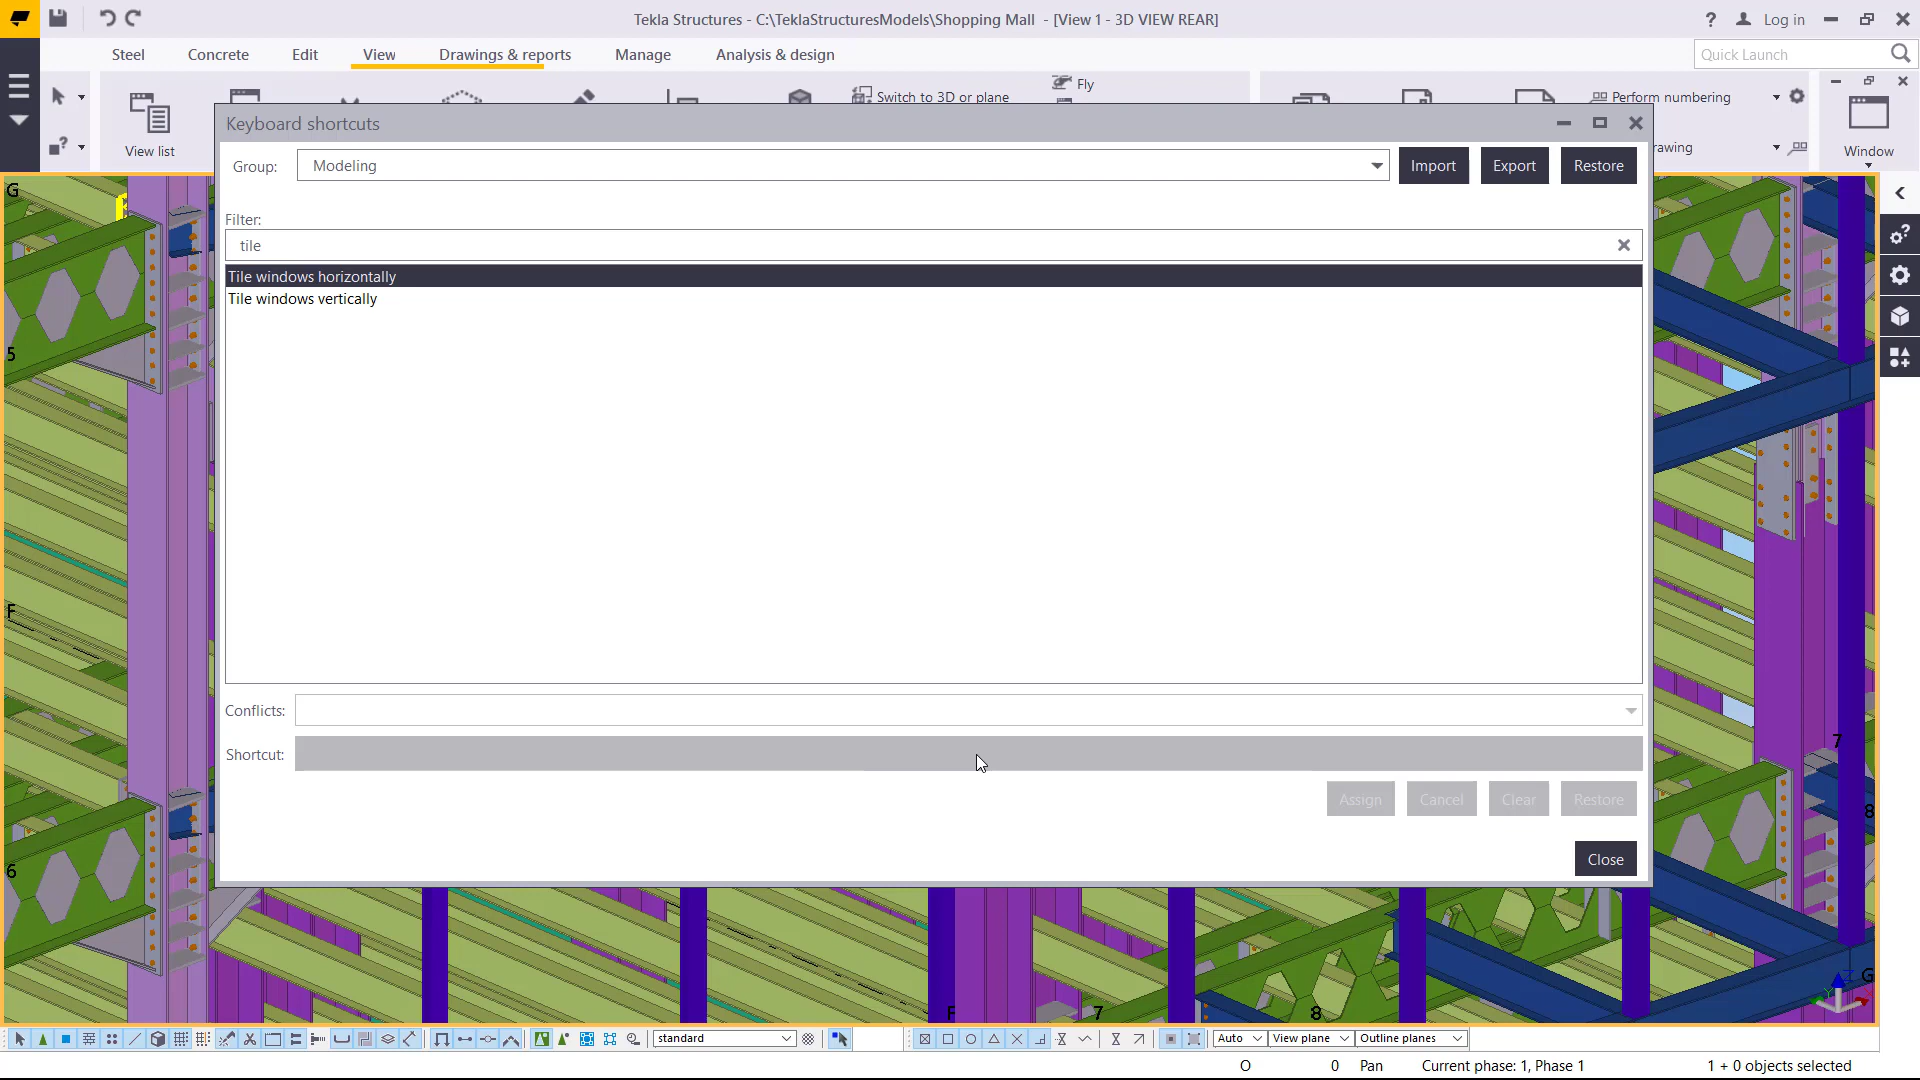 Tekla Structures - C:\TeklaStructuresModels\Shopping Mall - [View 1 - 3D VIEW REAR]
? Log in
Steel Concrete Edit View Drawings & reports Manage Analysis & design
Quick Launch
Fly
Switch to 3D or plane
Perform numbering
View list
rawing
Window
Keyboard shortcuts
Group: Modeling
Import Export Restore
Filter:
tile
Tile windows horizontally
Tile windows vertically
Conflicts:
Shortcut:
Assign Cancel Clear Restore
Close
G
5
F
6
7
8
G
F 7 8
Z
standard
Auto View plane Outline planes
O 0 Pan Current phase: 1, Phase 1 1 + 0 objects selected